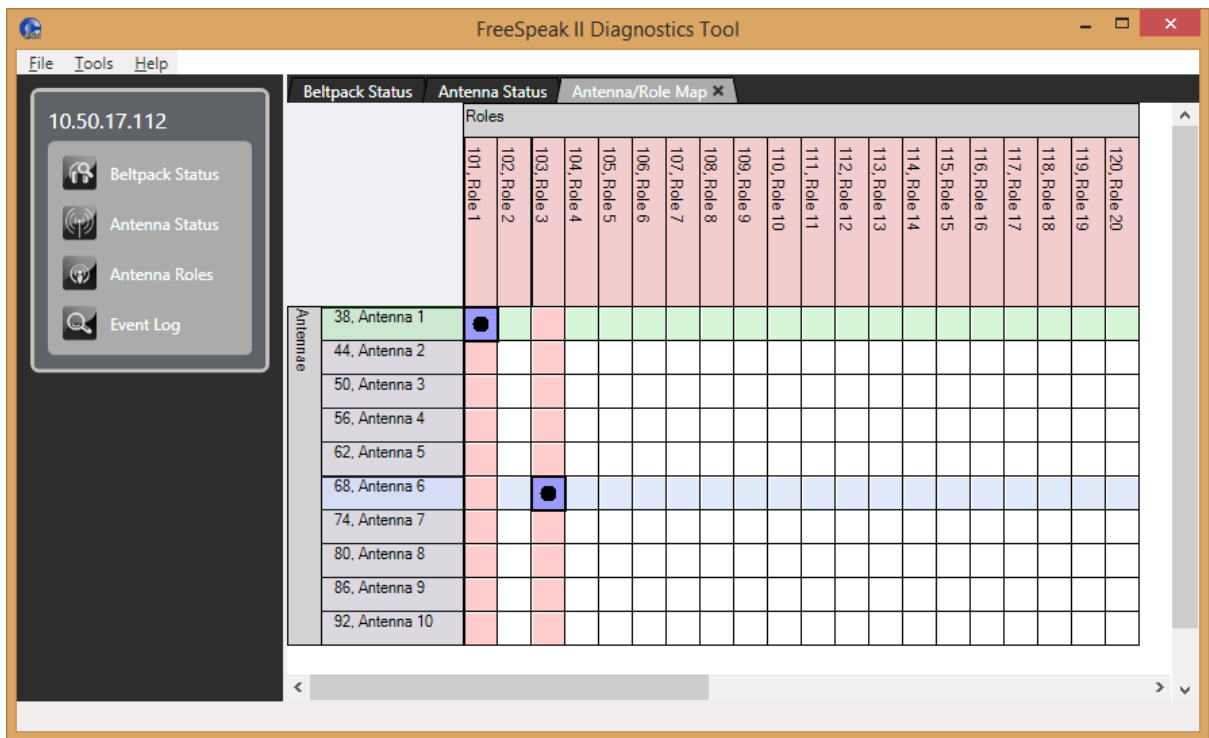 FreeSpeak II Diagnostics Tool
File Tools Help
10.50.17.112
Beltpack Status
Antenna Status
Antenna Roles
Event Log
Beltpack Status Antenna Status Antenna/Role Map
Roles
101, Role 1
102, Role 2
103, Role 3
104, Role 4
105, Role 5
106, Role 6
107, Role 7
108, Role 8
109, Role 9
110, Role 10
111, Role 11
112, Role 12
113, Role 13
114, Role 14
115, Role 15
116, Role 16
117, Role 17
118, Role 18
119, Role 19
120, Role 20
Antennae
38, Antenna 1
44, Antenna 2
50, Antenna 3
56, Antenna 4
62, Antenna 5
68, Antenna 6
74, Antenna 7
80, Antenna 8
86, Antenna 9
92, Antenna 10